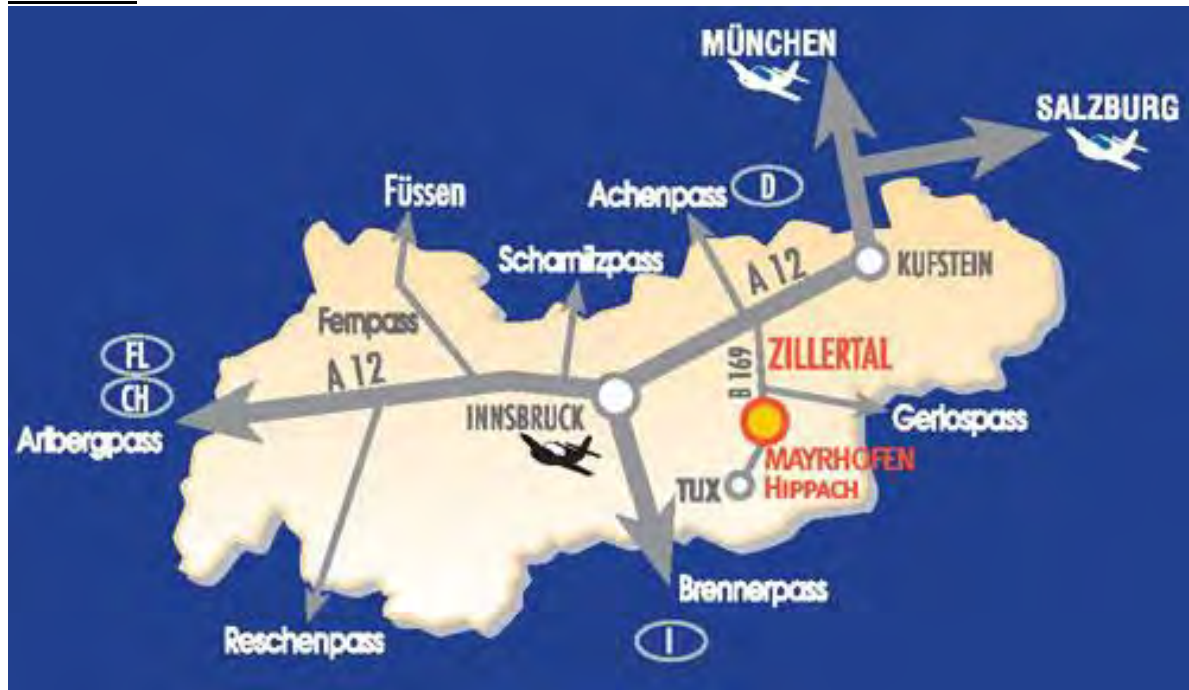 MÜNCHEN
SALZBURG
Füssen
Achenpass
D
Scharnitzpass
A 12
KUFSTEIN
Fernpass
FL
A 12
CH
B 169
ZILLERTAL
INNSBRUCK
Gerlospass
Arlbergpass
MAYRHOFEN
TUX
HIPPACH
Brennerpass
Reschenpass
I